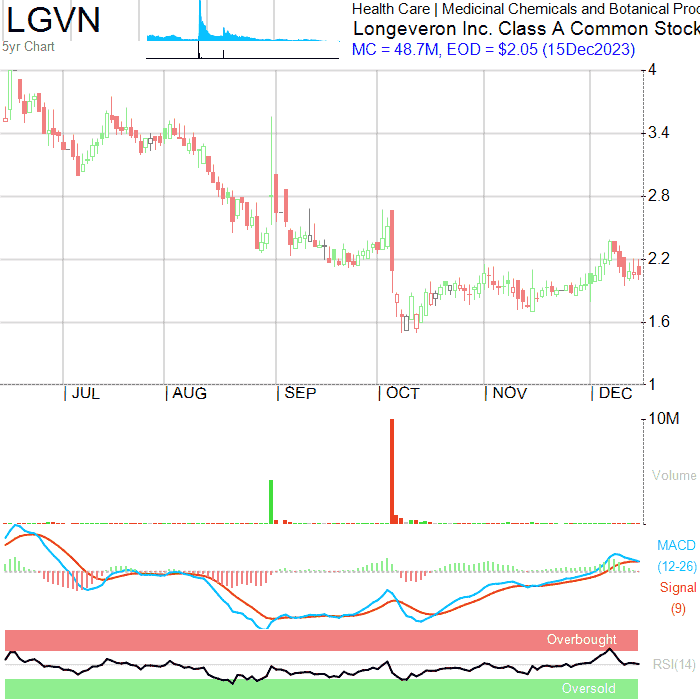 LGVN
5yr Chart
Health Care | Medicinal Chemicals and Botanical Proc
Longeveron Inc. Class A Common Stock
MC = 48.7M, EOD = $2.05 (15Dec2023)
4
3.4
2.8
2.2
1.6
1
JUL AUG SEP OCT NOV DEC
10M
Volume
MACD
(12-26)
Signal
(9)
Overbought
RSI(14)
Oversold